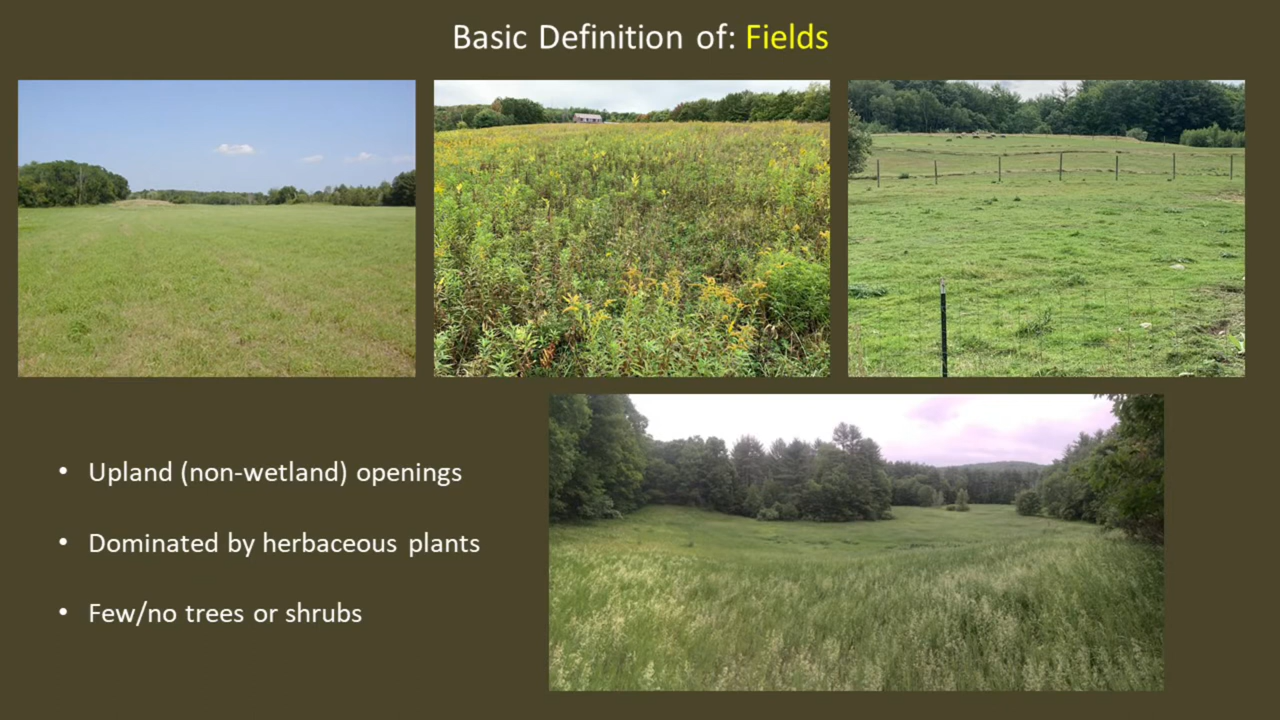 Basic Definition of: Fields
• Upland (non-wetland) openings
• Dominated by herbaceous plants
• Few/no trees or shrubs